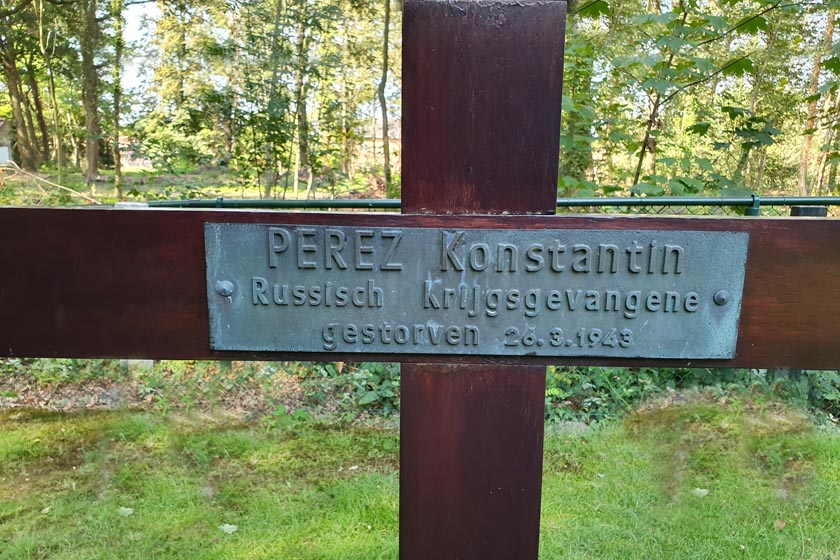 PEREZ Konstantin
Russisch Krijgsgevangene
gestorven 26.3.1943